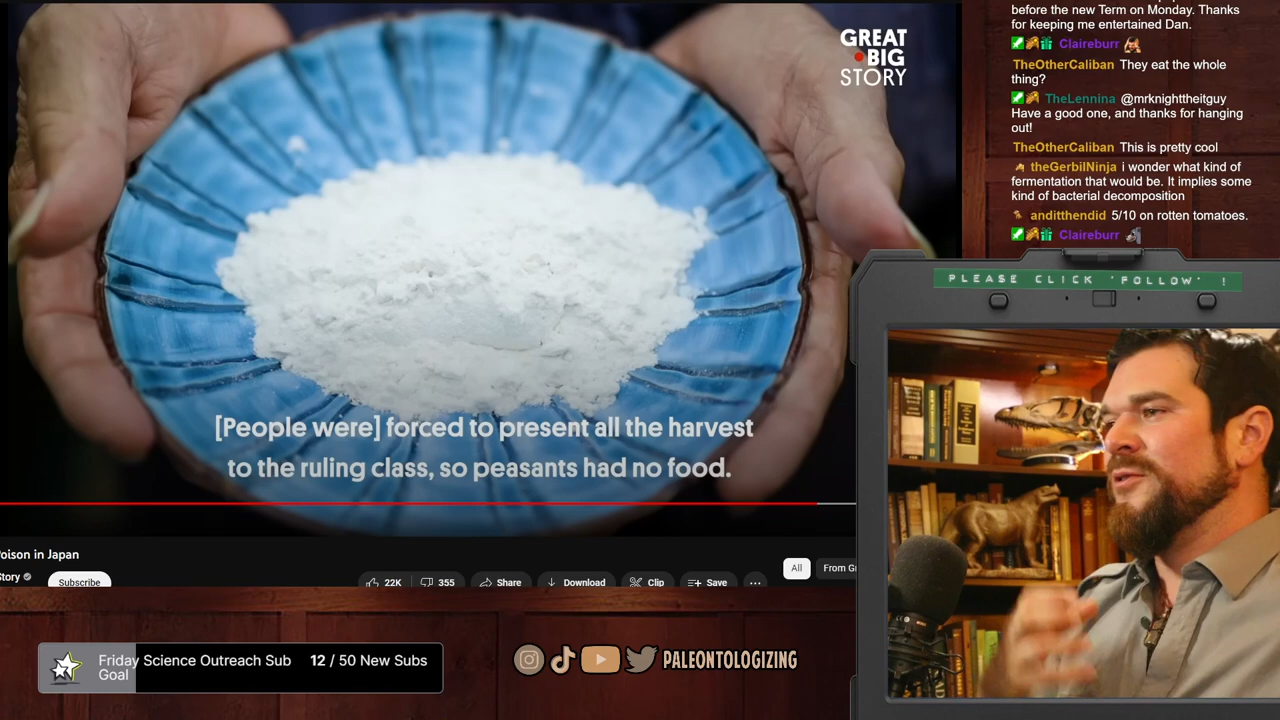 GREAT
BIG
STORY
[People were] forced to present all the harvest
to the ruling class, so peasants had no food.
oison in Japan
Story
Subscribe
22K
355
Share
Download
Clip
Save
All
From Gr
before the new Term on Monday. Thanks
for keeping me entertained Dan.
Claireburr
TheOtherCaliban They eat the whole
thing?
TheLennina @mrknighttheitguy
Have a good one, and thanks for hanging
out!
TheOtherCaliban This is pretty cool
theGerbilNinja i wonder what kind of
fermentation that would be. It implies some
kind of bacterial decomposition
anditthendid 5/10 on rotten tomatoes.
Claireburr
PLEASE CLICK 'FOLLOW' !
Friday Science Outreach Sub 12 / 50 New Subs
Goal
PALEONTOLOGIZING